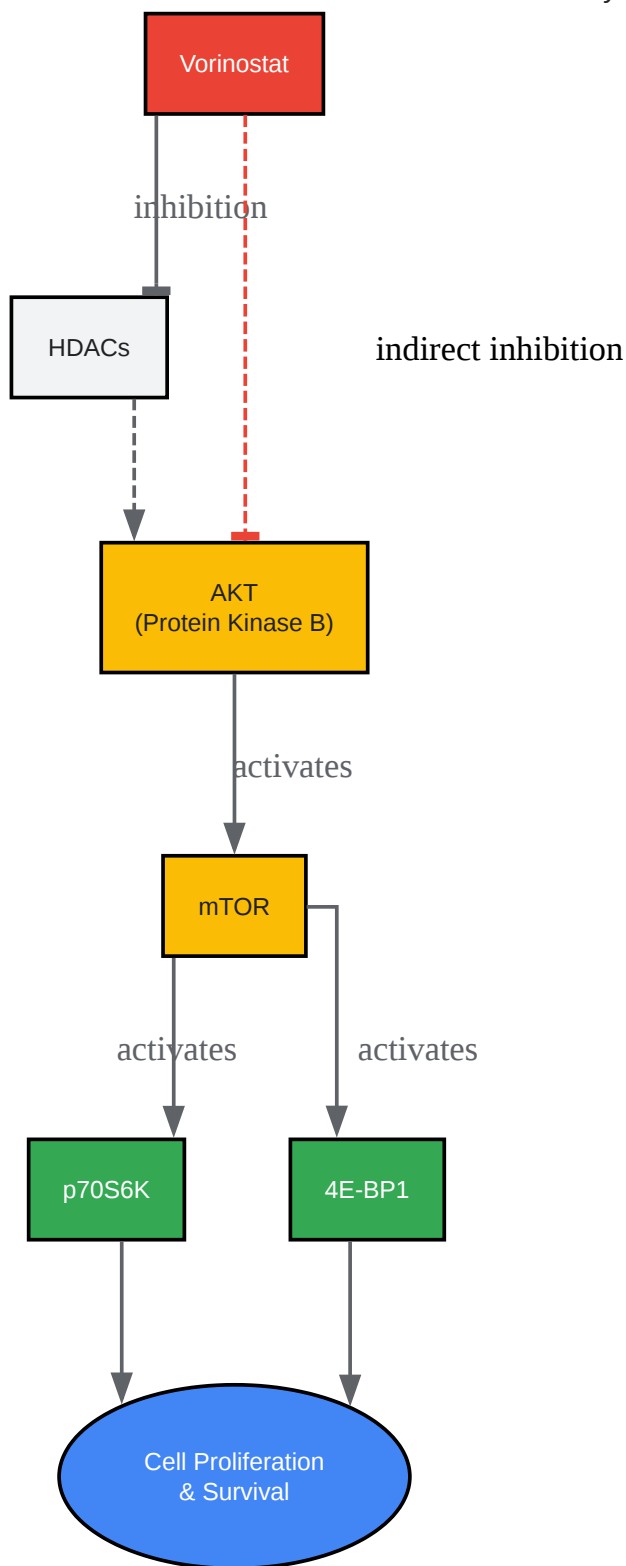 Vorinostat
inhibition
HDACs
indirect inhibition
AKT
(Protein Kinase B)
activates
mTOR
activates
activates
p70S6K
4E-BP1
Cell Proliferation
& Survival